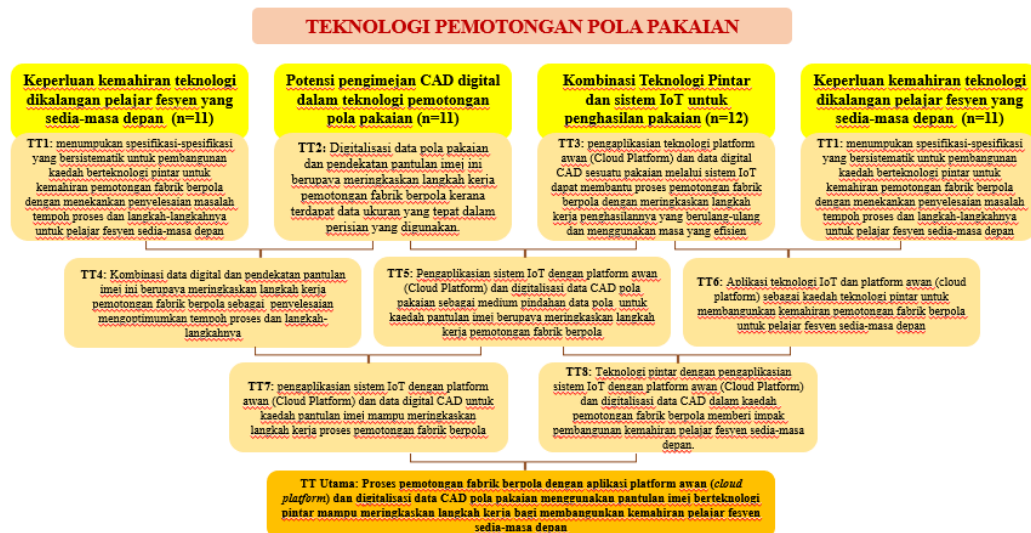 TEKNOLOGI PEMOTONGAN POLA PAKAIAN
Keperluan kemahiran teknologi
dikalangan pelajar fesyen yang
sedia-masa depan (n=11)
TT1: menumpukan spesifikasi-spesifikasi
yang bersistematik untuk pembangunan
kaedah berteknologi pintar untuk
kemahiran pemotongan fabrik berpola
dengan menekankan penyelesaian masalah
tempoh proses dan langkah-langkahnya
untuk pelajar fesyen sedia-masa depan
Potensi pengimejan CAD digital
dalam teknologi pemotongan
pola pakaian (n=11)
TT2: Digitalisasi data pola pakaian
dan pendekatan pantulan imej ini
berupaya meringkaskan langkah kerja
pemotongan fabrik berpola kerana
terdapat data ukuran yang tepat dalam
perisian yang digunakan.
Kombinasi Teknologi Pintar
dan sistem IoT untuk
penghasilan pakaian (n=12)
TT3: pengaplikasian teknologi platform
awan (Cloud Platform) dan data digital
CAD sesuatu pakaian melalui sistem IoT
dapat membantu proses pemotongan fabrik
berpola dengan meringkaskan langkah
kerja penghasilannya yang berulang-ulang
dan menggunakan masa yang efisien
Keperluan kemahiran teknologi
dikalangan pelajar fesyen yang
sedia-masa depan (n=11)
TT1: menumpukan spesifikasi-spesifikasi
yang bersistematik untuk pembangunan
kaedah berteknologi pintar untuk
kemahiran pemotongan fabrik berpola
dengan menekankan penyelesaian masalah
tempoh proses dan langkah-langkahnya
untuk pelajar fesyen sedia-masa depan
TT4: Kombinasi data digital dan pendekatan pantulan
imej ini berupaya meringkaskan langkah kerja
pemotongan fabrik berpola sebagai penyelesaian
mengoptimumkan tempoh proses dan langkah-
langkahnya
TT5: Pengaplikasian sistem IoT dengan platform awan
(Cloud Platform) dan digitalisasi data CAD pola
pakaian sebagai medium pindahan data pola untuk
kaedah pantulan imej berupaya meringkaskan langkah
kerja pemotongan fabrik berpola
TT6: Aplikasi teknologi IoT dan platform awan (cloud
platform) sebagai kaedah teknologi pintar untuk
membangunkan kemahiran pemotongan fabrik berpola
untuk pelajar fesyen sedia-masa depan
TT7: pengaplikasian sistem IoT dengan platform
awan (Cloud Platform) dan data digital CAD untuk
kaedah pantulan imej mampu meringkaskan
langkah kerja proses pemotongan fabrik berpola
TT8: Teknologi pintar dengan pengaplikasian
sistem IoT dengan platform awan (Cloud Platform)
dan digitalisasi data CAD dalam kaedah
pemotongan fabrik berpola memberi impak
pembangunan kemahiran pelajar fesyen sedia-masa
depan.
TT Utama: Proses pemotongan fabrik berpola dengan aplikasi platform awan (cloud
platform) dan digitalisasi data CAD pola pakaian menggunakan pantulan imej berteknologi
pintar mampu meringkaskan langkah kerja bagi membangunkan kemahiran pelajar fesyen
sedia-masa depan